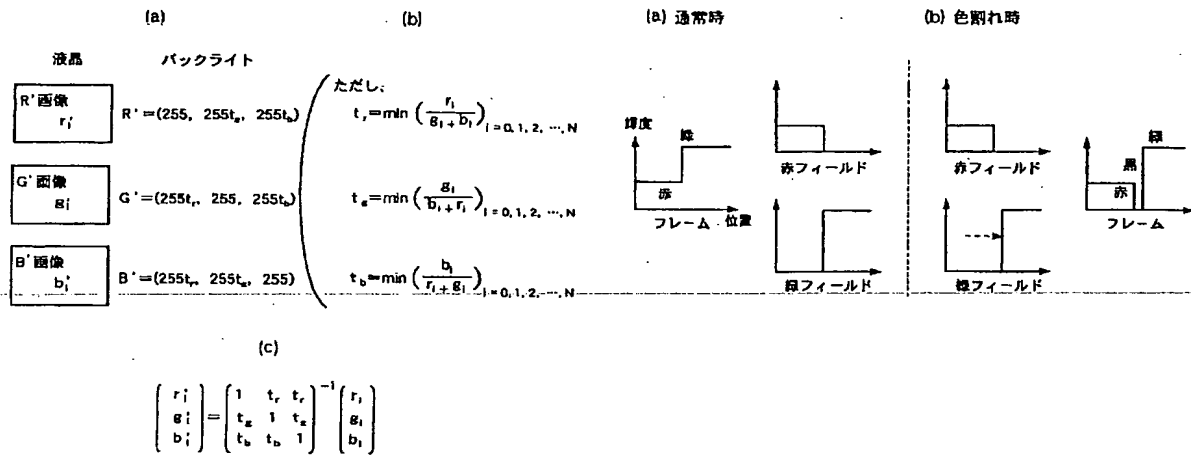 (a)
液晶 バックライト
R'画像
r'i
R'=(255, 255tg, 255tb)
G'画像
g'i
G'=(255tr, 255, 255tb)
B'画像
b'i
B'=(255tr, 255tg, 255)
(b)
ただし、
tr=min (ri / gi+bi) i=0, 1, 2, …, N
tg=min (gi / bi+ri) i=0, 1, 2, …, N
tb=min (bi / ri+gi) i=0, 1, 2, …, N
(c)
(r'i g'i b'i) = (1 tr tr
tg 1 tg
tb tb 1)−1 (ri gi bi)
(a) 通常時
輝度
緑
赤
フレーム 位置
赤フィールド
緑フィールド
(b) 色割れ時
赤フィールド
緑フィールド
緑
黒
赤
フレーム